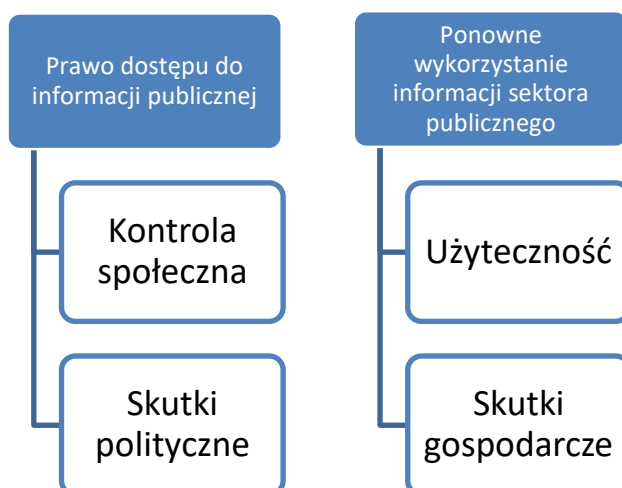 Prawo dostępu do
informacji publicznej
Kontrola
społeczna
Skutki
polityczne
Ponowne
wykorzystanie
informacji sektora
publicznego
Użyteczność
Skutki
gospodarcze